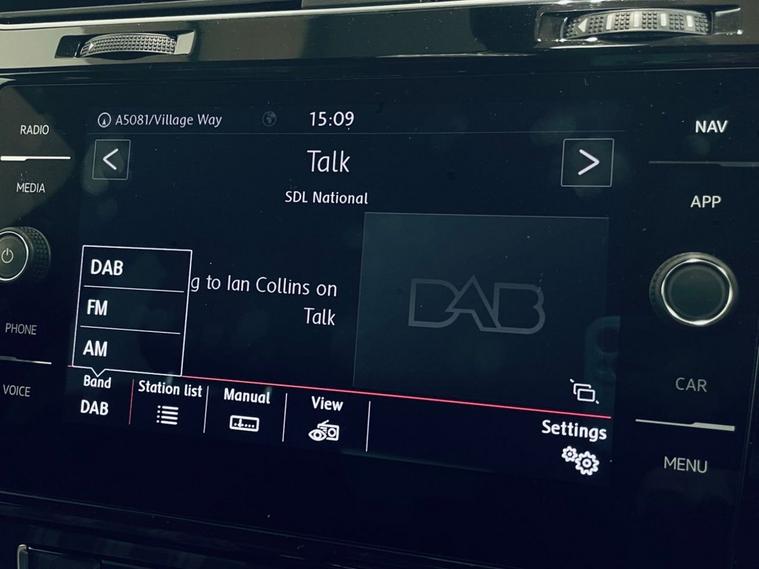 RADIO
MEDIA
PHONE
VOICE
A5081/Village Way
15:09
<
Talk
>
SDL National
g to Ian Collins on
Talk
DAB
DAB
FM
AM
Band
DAB
Station list
Manual
View
Settings
NAV
APP
CAR
MENU